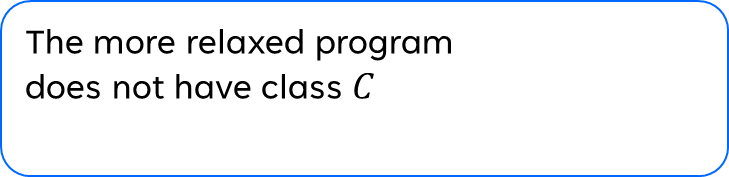 The more relaxed program
does not have class C